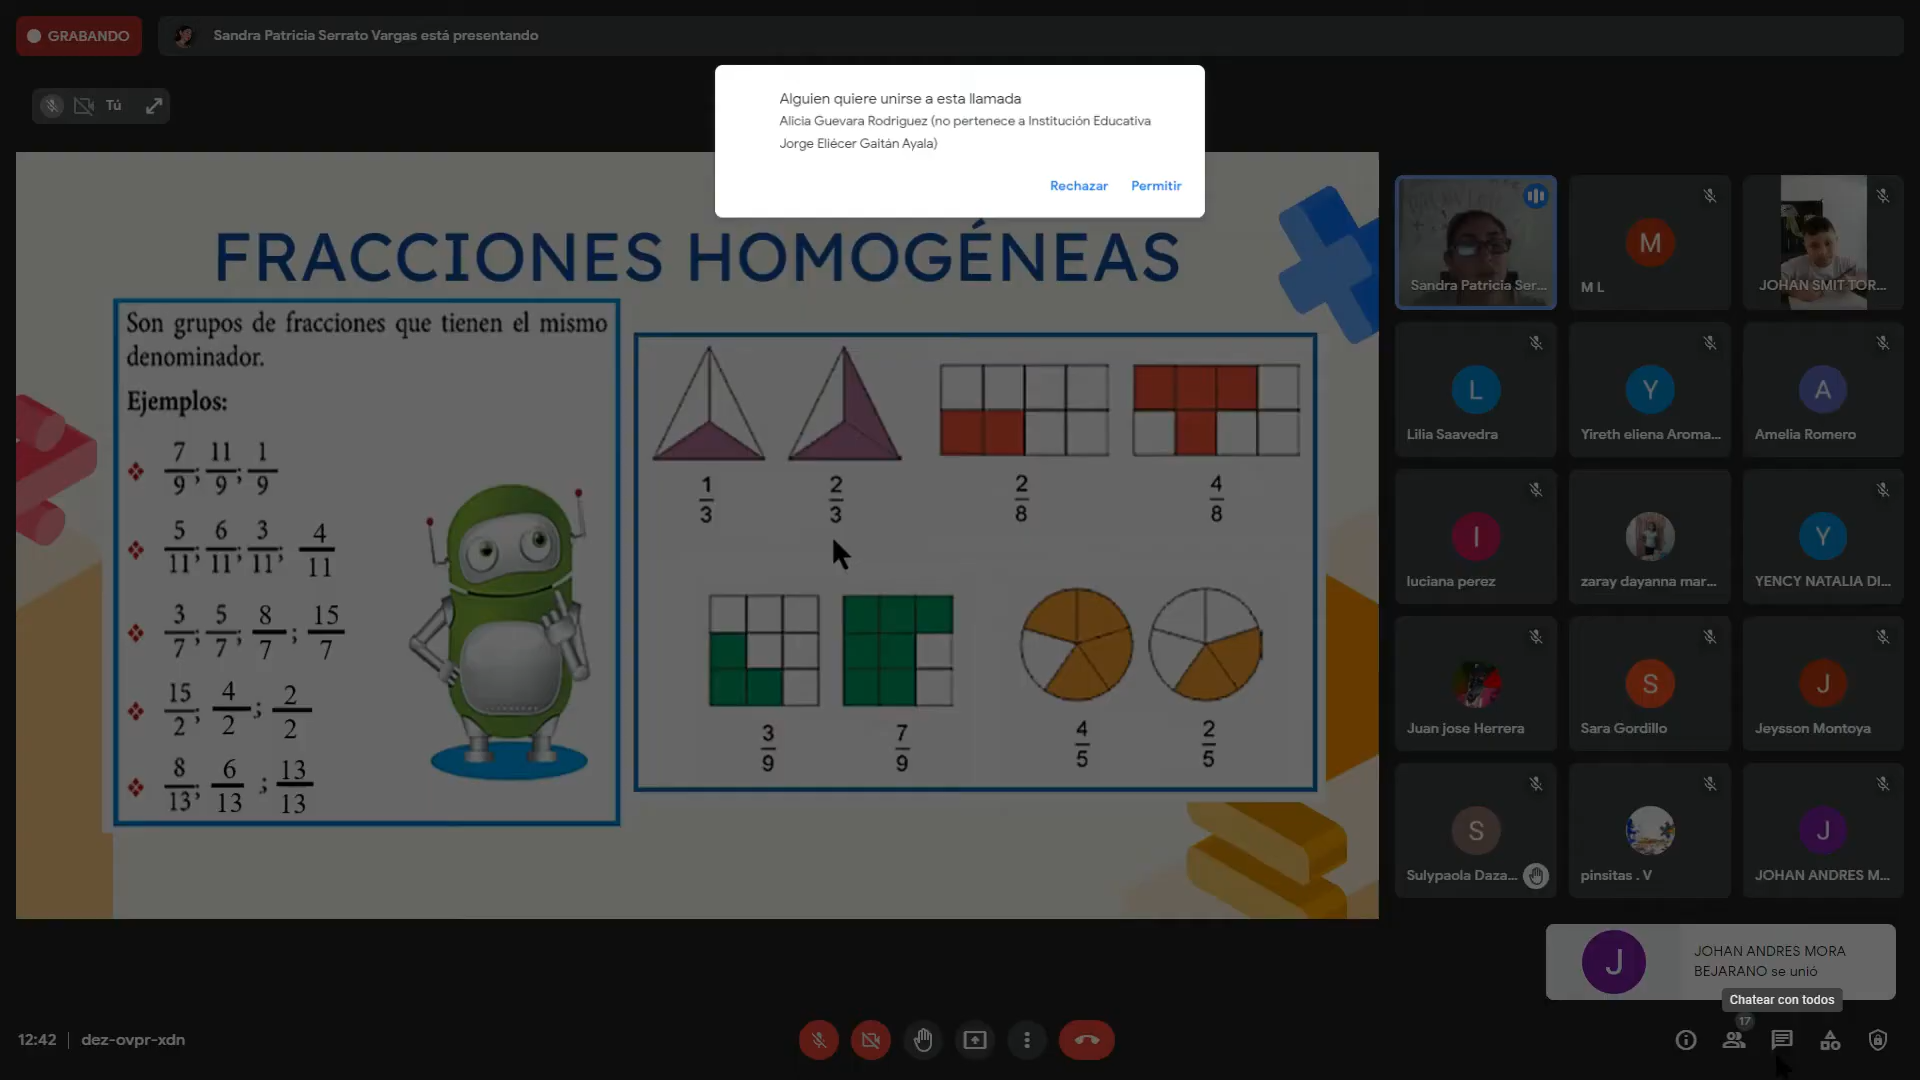 GRABANDO
Sandra Patricia Serrato Vargas está presentando
Tú
Alguien quiere unirse a esta llamada
Alicia Guevara Rodriguez (no pertenece a Institución Educativa
Jorge Eliécer Gaitán Ayala)
Rechazar Permitir
FRACCIONES HOMOGÉNEAS
Son grupos de fracciones que tienen el mismo
denominador.
Ejemplos:
7/9; 11/9; 1/9
5/11; 6/11; 3/11; 4/11
3/7; 5/7; 8/7; 15/7
15/2; 4/2; 2/2
8/13; 6/13; 13/13
1/3 2/3 2/8 4/8
3/9 7/9 4/5 2/5
Sandra Patricia Ser...
M
M L
JOHAN SMIT TOR...
L
Lilia Saavedra
Y
Yireth eliena Aroma...
A
Amelia Romero
I
luciana perez
zaray dayanna mar...
Y
YENCY NATALIA DI...
Juan jose Herrera
S
Sara Gordillo
J
Jeysson Montoya
S
Sulypaola Daza...
pinsitas . V
J
JOHAN ANDRES M...
J
JOHAN ANDRES MORA
BEJARANO se unió
Chatear con todos
12:42 | dez-ovpr-xdn
17